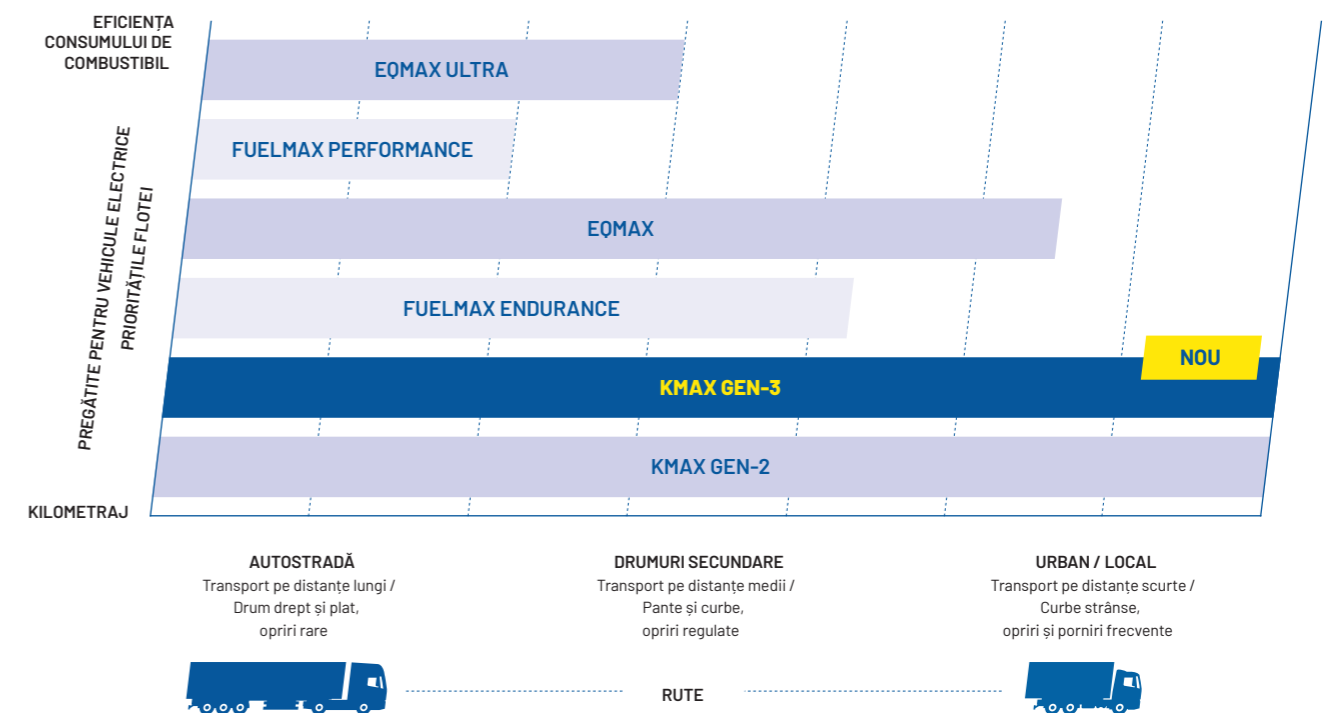 EFICIENȚA
CONSUMULUI DE
COMBUSTIBIL
PREGĂTITE PENTRU VEHICULE ELECTRICE
PRIORITĂȚILE FLOTEI
KILOMETRAJ
EQMAX ULTRA
FUELMAX PERFORMANCE
EQMAX
FUELMAX ENDURANCE
NOU
KMAX GEN-3
KMAX GEN-2
AUTOSTRADĂ
Transport pe distanțe lungi /
Drum drept și plat,
opriri rare
DRUMURI SECUNDARE
Transport pe distanțe medii /
Pante și curbe,
opriri regulate
URBAN / LOCAL
Transport pe distanțe scurte /
Curbe strânse,
opriri și porniri frecvente
RUTE